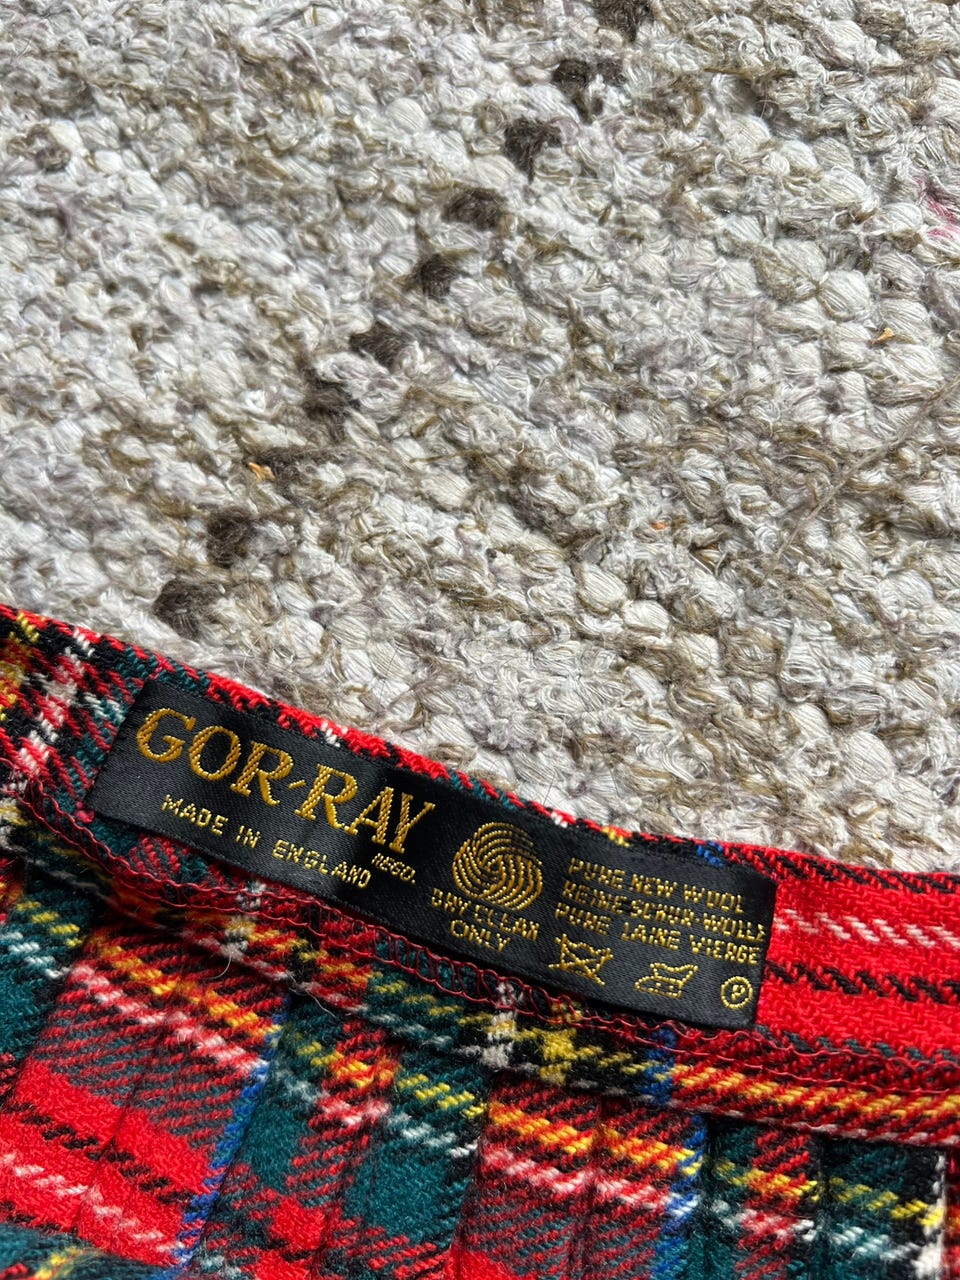 GOR-RAY
REGD.
MADE IN ENGLAND
DRY CLEAN
ONLY
PURE NEW WOOL
REINE SCHUR-WOLLE
PURE LAINE VIERGE
P